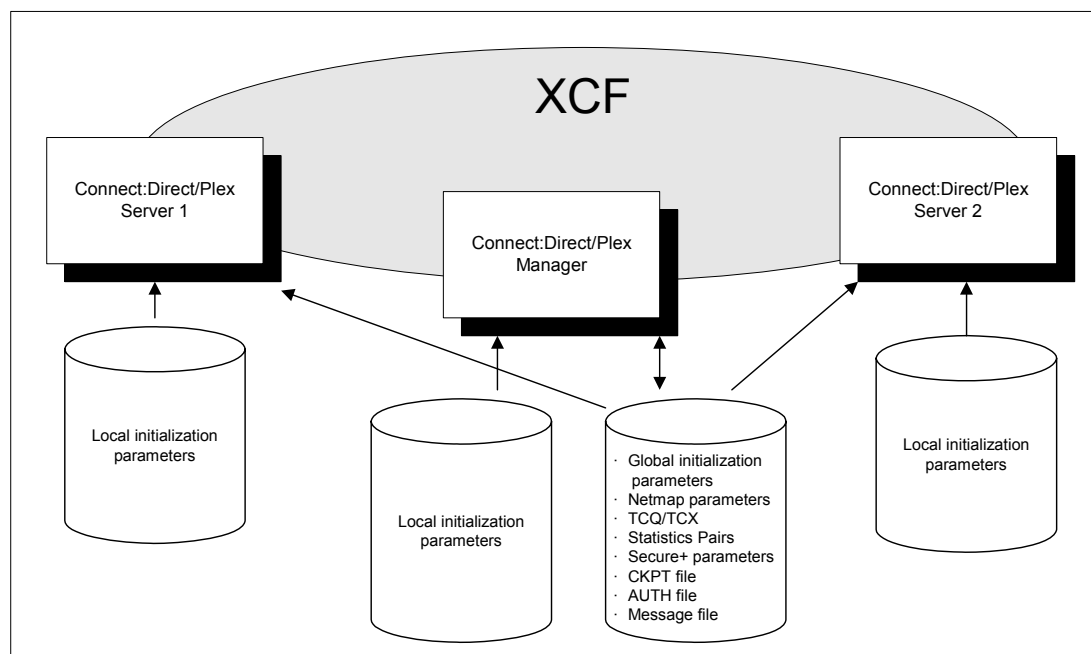 XCF
Connect:Direct/Plex
Server 1
Connect:Direct/Plex
Manager
Connect:Direct/Plex
Server 2
Local initialization
parameters
Local initialization
parameters
· Global initialization
parameters
· Netmap parameters
· TCQ/TCX
· Statistics Pairs
· Secure+ parameters
· CKPT file
· AUTH file
· Message file
Local initialization
parameters